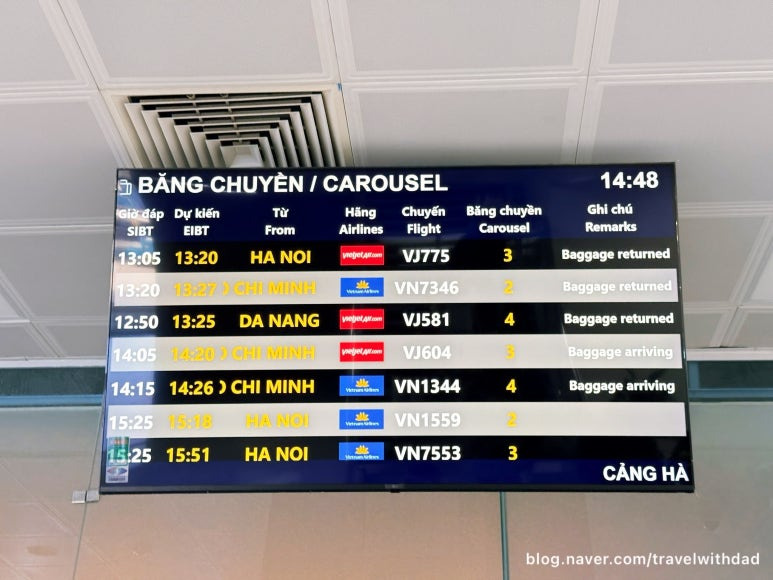 BĂNG CHUYỀN / CAROUSEL 14:48
Giờ đáp Dự kiến Từ Hãng Chuyến Băng chuyền Ghi chú
SIBT EIBT From Airlines Flight Carousel Remarks
13:05 13:20 HA NOI vietjetAir.com VJ775 3 Baggage returned
13:20 13:27 O CHI MINH Vietnam Airlines VN7346 2 Baggage returned
12:50 13:25 DA NANG vietjetAir.com VJ581 4 Baggage returned
14:05 14:20 O CHI MINH vietjetAir.com VJ604 3 Baggage arriving
14:15 14:26 O CHI MINH Vietnam Airlines VN1344 4 Baggage arriving
15:25 15:18 HA NOI Vietnam Airlines VN1559 2
15:25 15:51 HA NOI Vietnam Airlines VN7553 3
CẢNG HÀ
blog.naver.com/travelwithdad